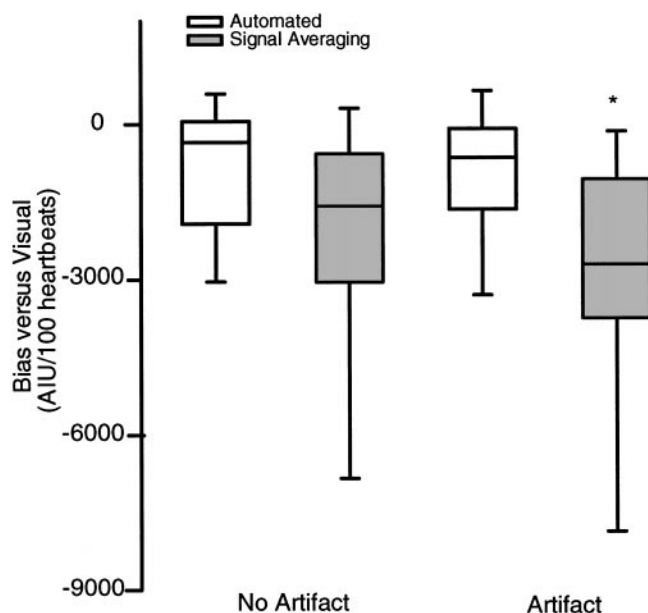 Automated
Signal Averaging
*
0
-3000
-6000
-9000
Bias versus Visual
(AIU/100 heartbeats)
No Artifact
Artifact